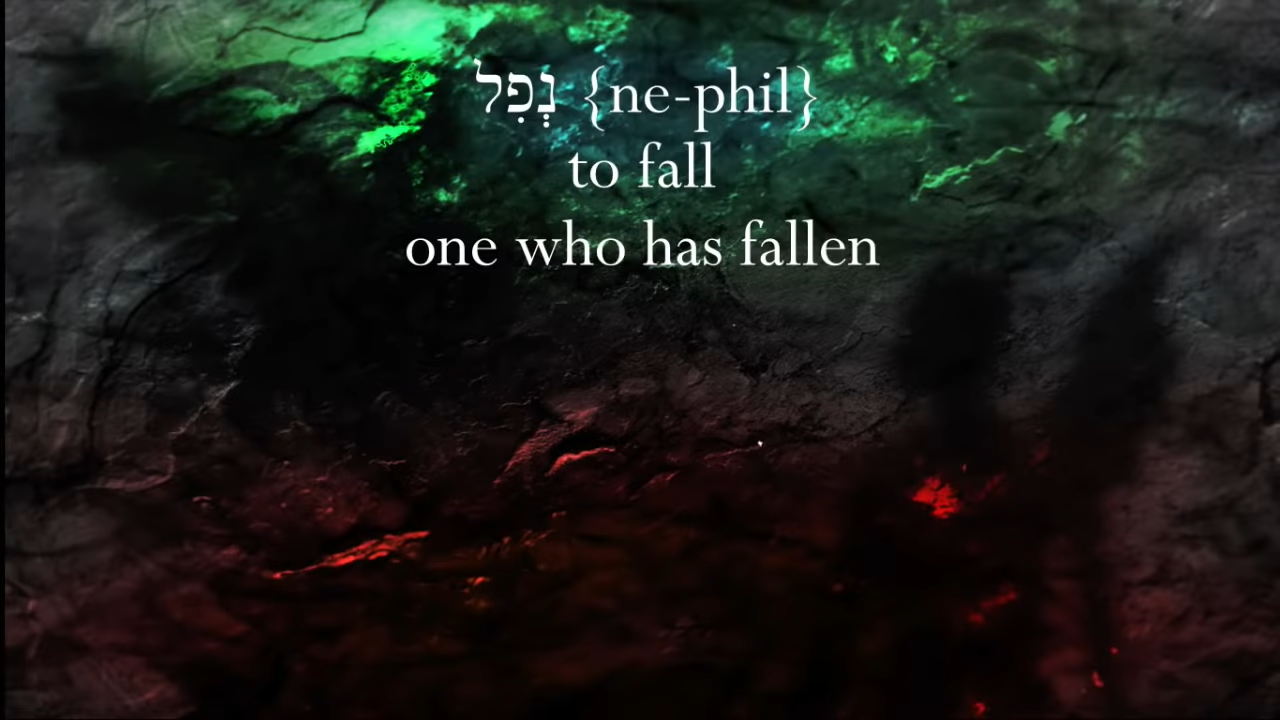 נְפִל {ne-phil}
to fall
one who has fallen